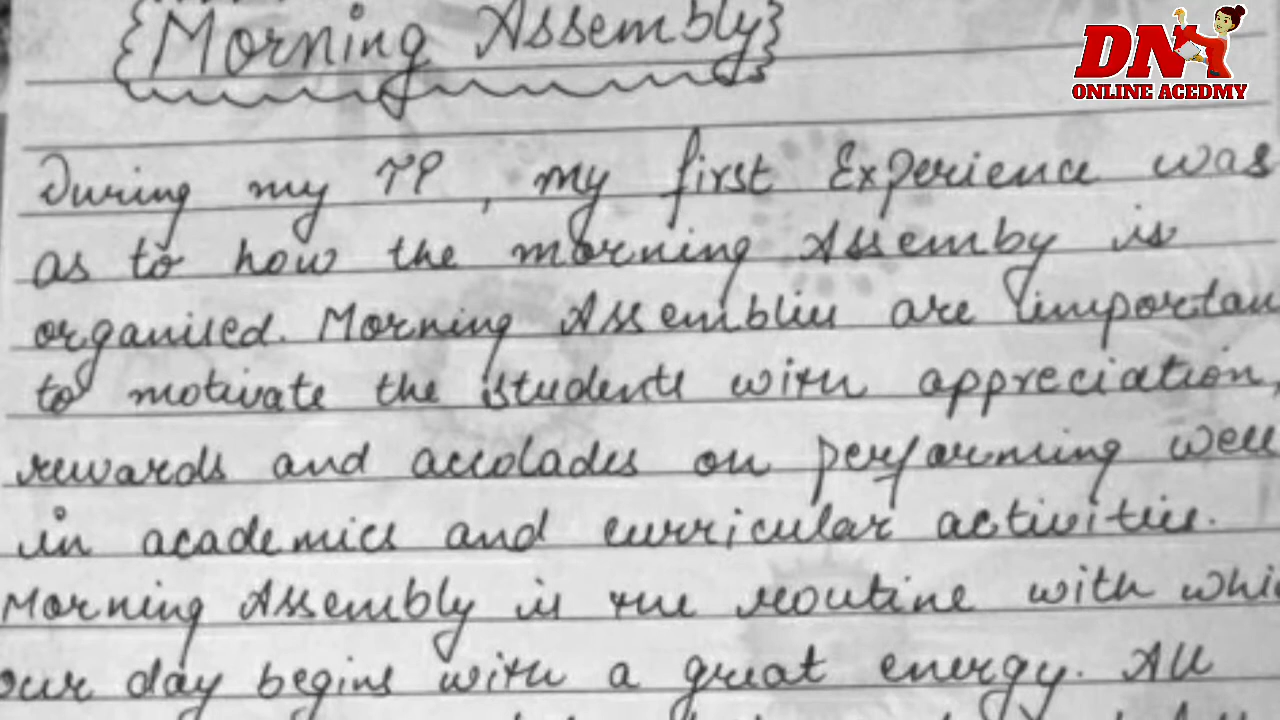 {Morning Assembly}
DN
ONLINE ACEDMY
During my TP, my first Experience was
as to how the morning Assemby is
organised. Morning Assemblies are importan
to motivate the students with appreciation,
rewards and accolades on performing well
in academics and curricular activities.
Morning Assembly is the routine with whic
our day begins with a great energy. All